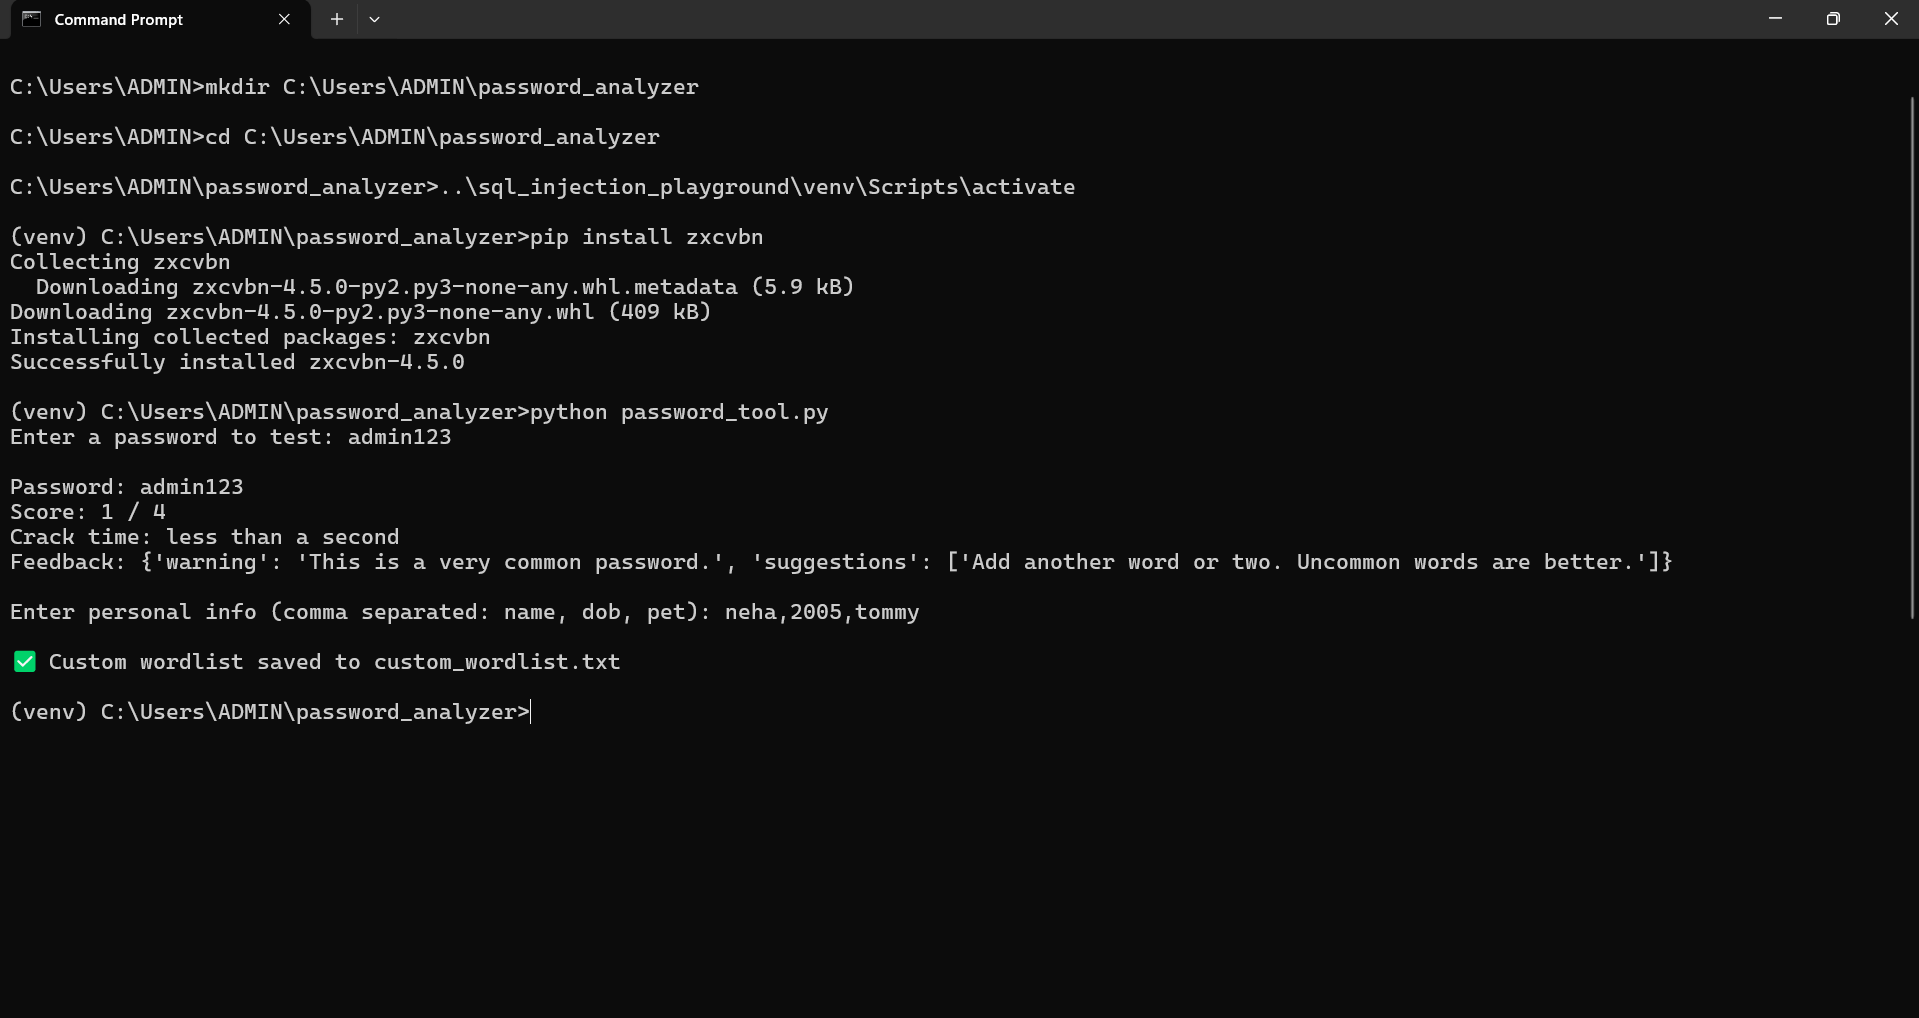 Command Prompt
C:\Users\ADMIN>mkdir C:\Users\ADMIN\password_analyzer
C:\Users\ADMIN>cd C:\Users\ADMIN\password_analyzer
C:\Users\ADMIN\password_analyzer>..\sql_injection_playground\venv\Scripts\activate
(venv) C:\Users\ADMIN\password_analyzer>pip install zxcvbn
Collecting zxcvbn
  Downloading zxcvbn-4.5.0-py2.py3-none-any.whl.metadata (5.9 kB)
Downloading zxcvbn-4.5.0-py2.py3-none-any.whl (409 kB)
Installing collected packages: zxcvbn
Successfully installed zxcvbn-4.5.0
(venv) C:\Users\ADMIN\password_analyzer>python password_tool.py
Enter a password to test: admin123
Password: admin123
Score: 1 / 4
Crack time: less than a second
Feedback: {'warning': 'This is a very common password.', 'suggestions': ['Add another word or two. Uncommon words are better.']}
Enter personal info (comma separated: name, dob, pet): neha,2005,tommy
✅ Custom wordlist saved to custom_wordlist.txt
(venv) C:\Users\ADMIN\password_analyzer>